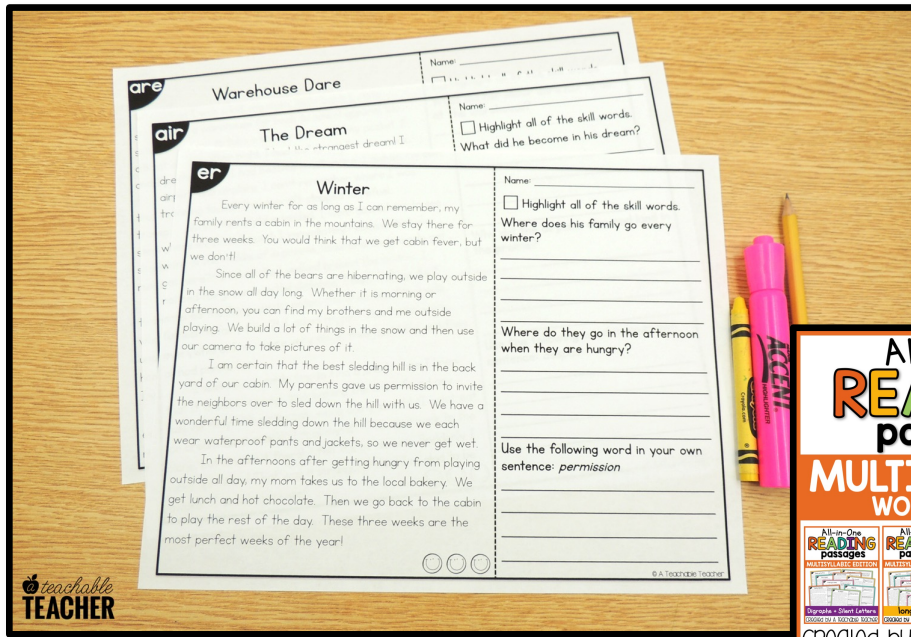 are
Warehouse Dare
Name:
air
The Dream
strangest dream! I
Name:
Highlight all of the skill words.
What did he become in his dream?
er
Winter
Every winter for as long as I can remember, my
family rents a cabin in the mountains. We stay there for
three weeks. You would think that we get cabin fever, but
we don't!
Since all of the bears are hibernating, we play outside
in the snow all day long. Whether it is morning or
afternoon, you can find my brothers and me outside
playing. We build a lot of things in the snow and then use
our camera to take pictures of it.
I am certain that the best sledding hill is in the back
yard of our cabin. My parents gave us permission to invite
the neighbors over to sled down the hill with us. We have a
wonderful time sledding down the hill because we each
wear waterproof pants and jackets, so we never get wet.
In the afternoons after getting hungry from playing
outside all day, my mom takes us to the local bakery. We
get lunch and hot chocolate. Then we go back to the cabin
to play the rest of the day. These three weeks are the
most perfect weeks of the year!
Name:
Highlight all of the skill words.
Where does his family go every
winter?
Where do they go in the afternoon
when they are hungry?
Use the following word in your own
sentence: permission
© A Teachable Teacher
ACCENT
HIGHLIGHTER
Crayola.com
a teachable
TEACHER
All-in-One
READING
passages
MULTISYLLABIC EDITION
Digraphs + Silent Letters
created by A Teachable Teacher
created by